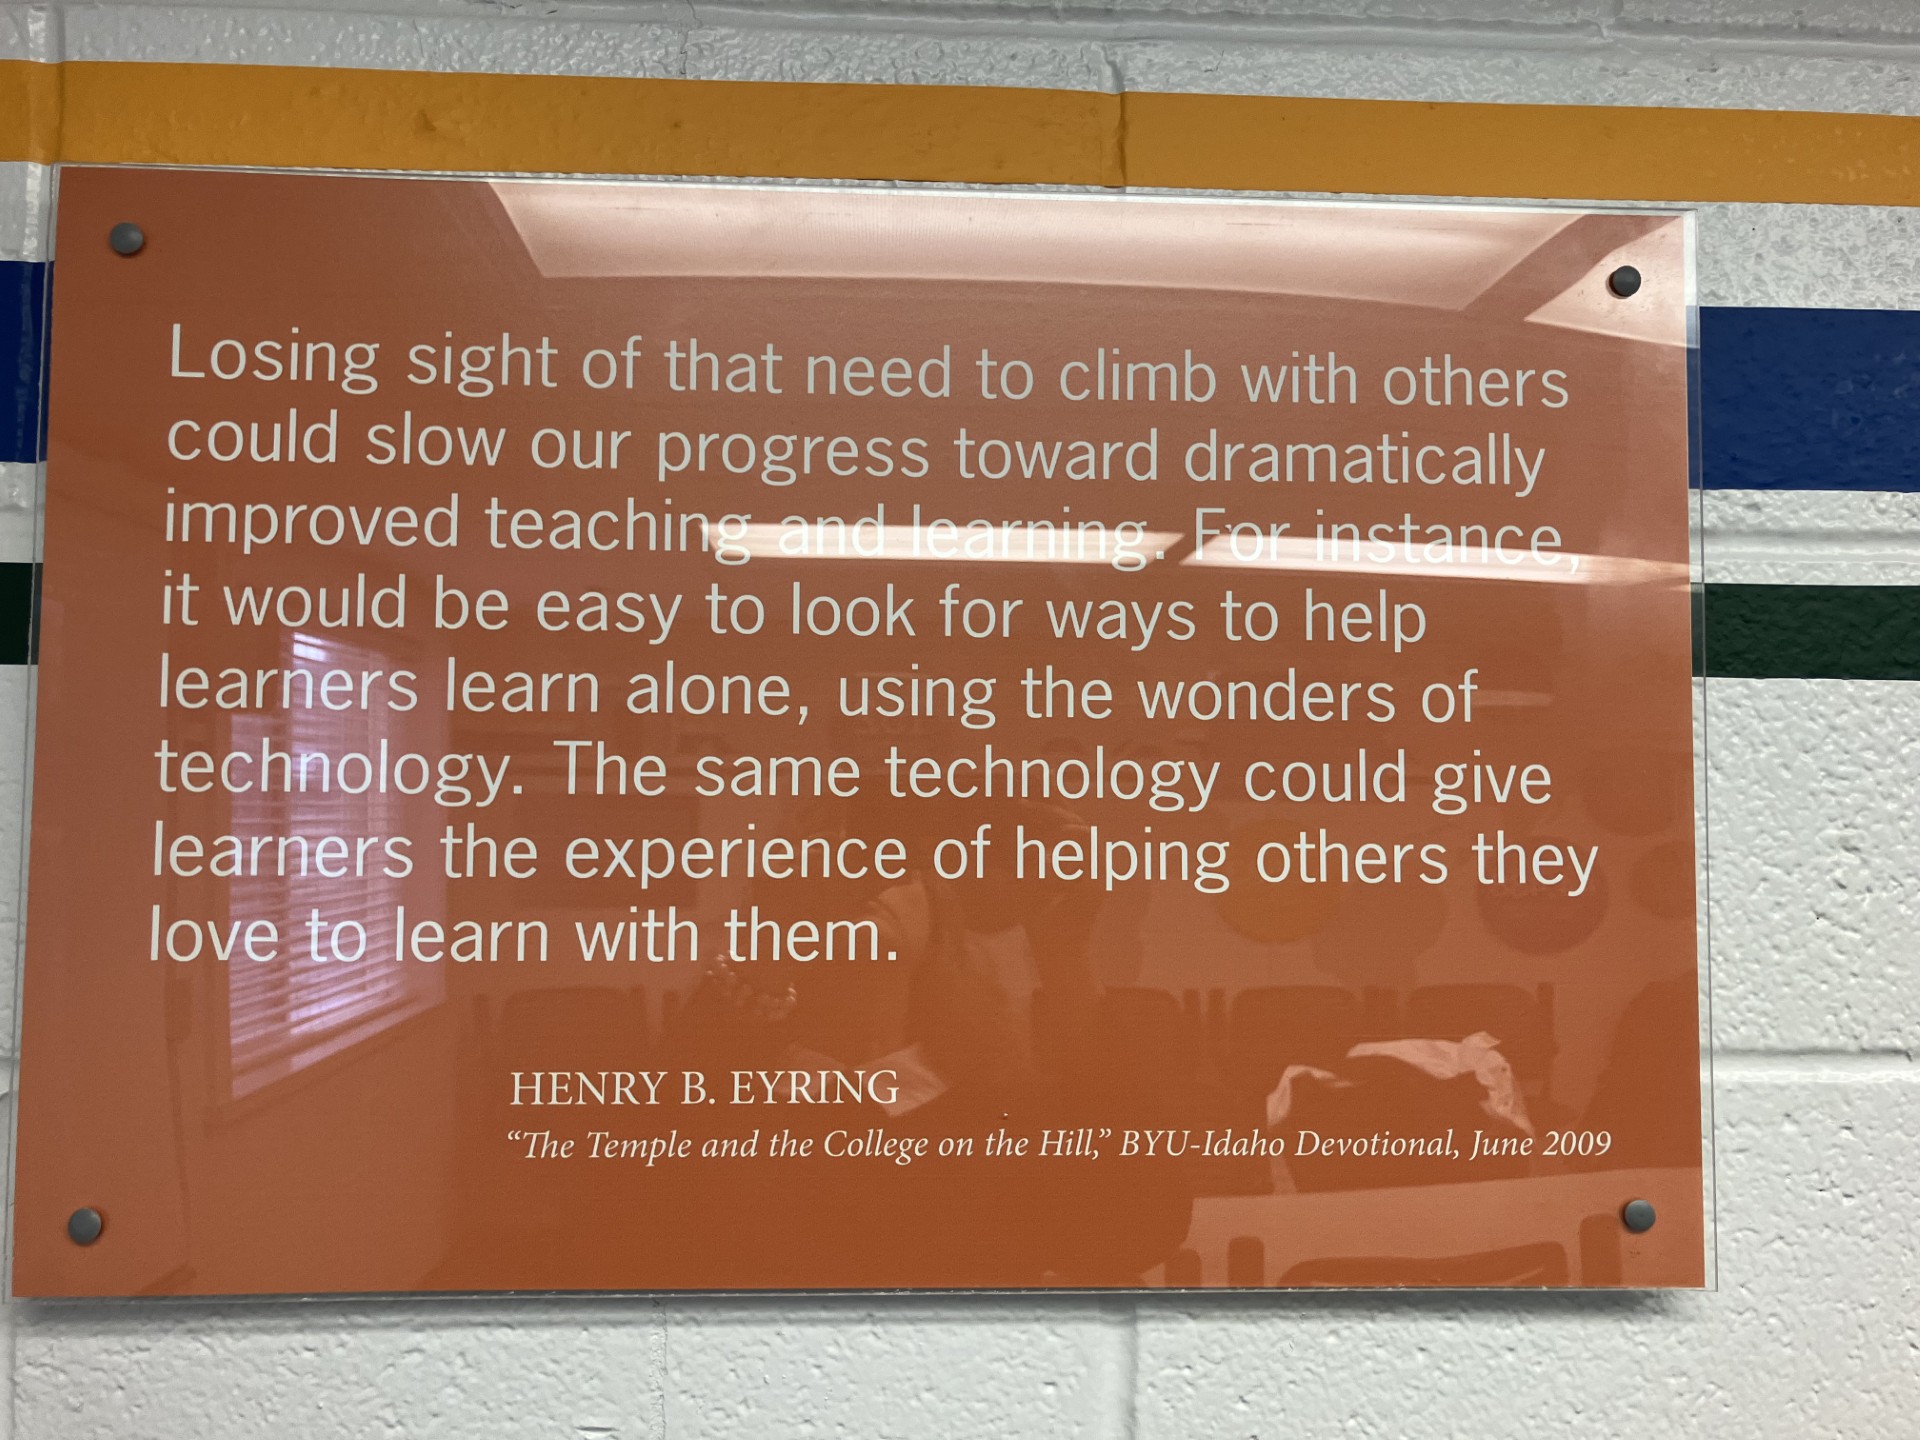 Losing sight of that need to climb with others
could slow our progress toward dramatically
improved teaching and learning. For instance,
it would be easy to look for ways to help
learners learn alone, using the wonders of
technology. The same technology could give
learners the experience of helping others they
love to learn with them.
HENRY B. EYRING
“The Temple and the College on the Hill,” BYU-Idaho Devotional, June 2009